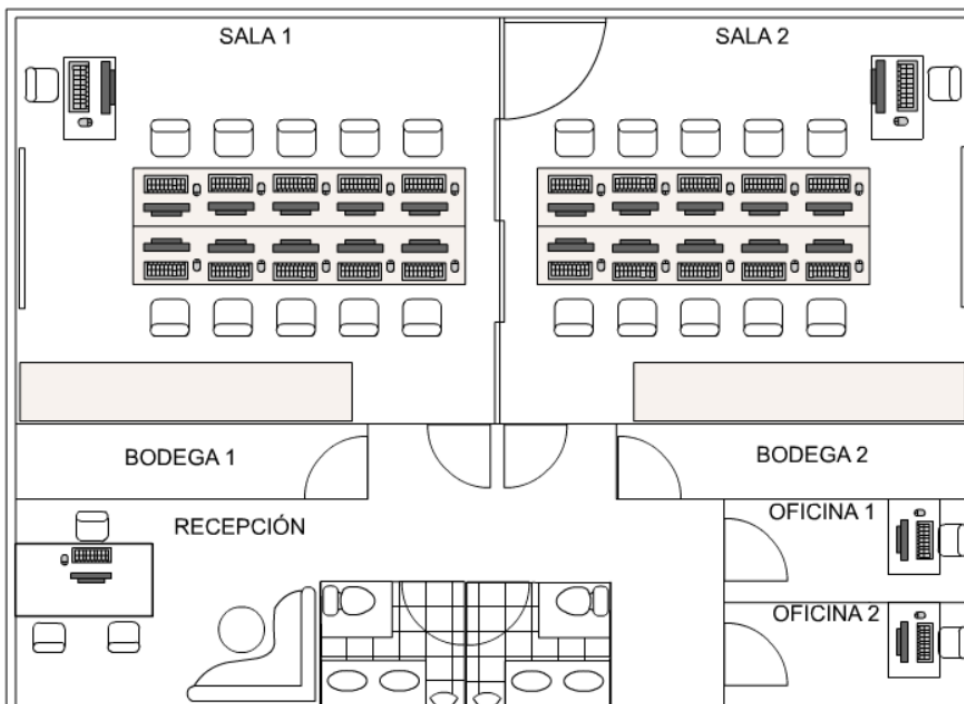 SALA 1
SALA 2
BODEGA 1
BODEGA 2
RECEPCIÓN
OFICINA 1
OFICINA 2